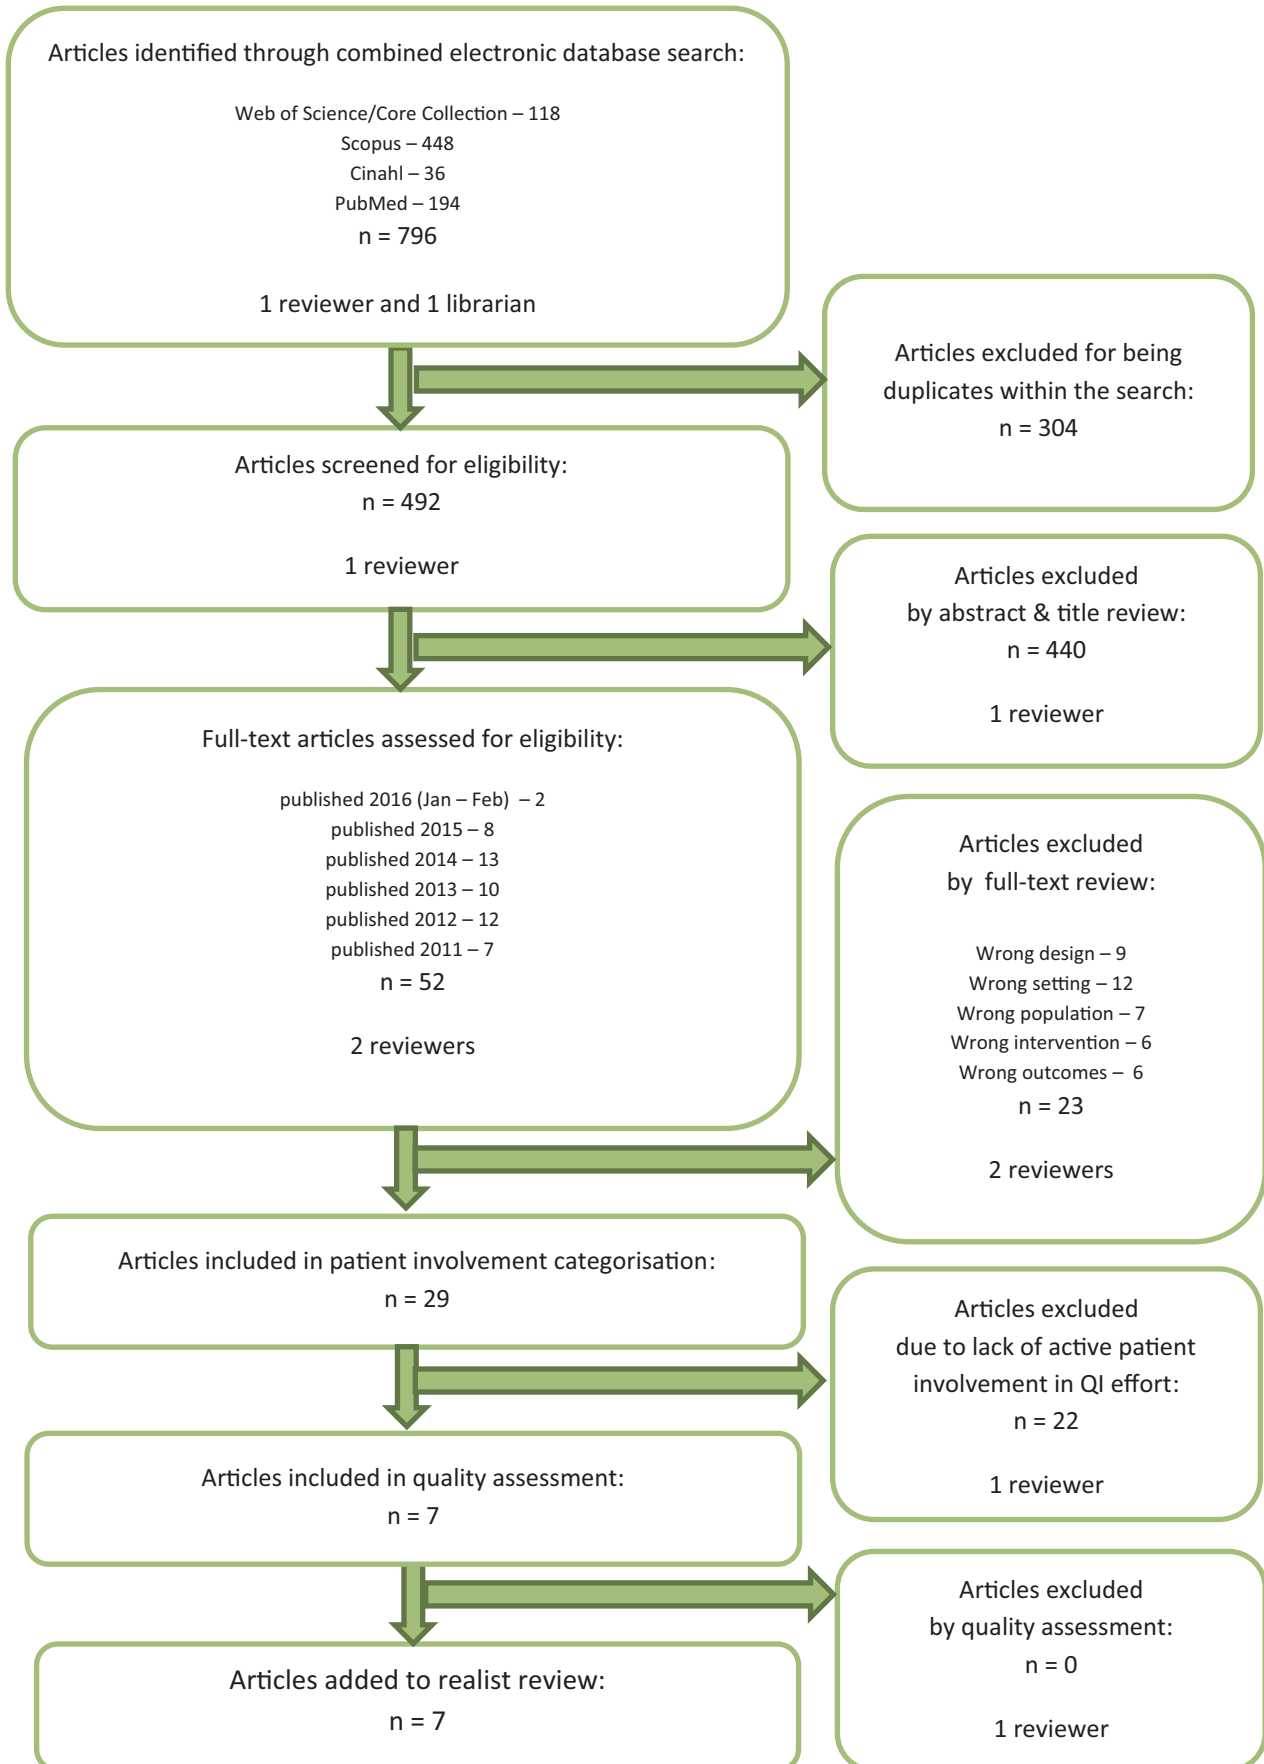 Articles identified through combined electronic database search:
Web of Science/Core Collection – 118
Scopus – 448
Cinahl – 36
PubMed – 194
n = 796
1 reviewer and 1 librarian
Articles excluded for being
duplicates within the search:
n = 304
Articles screened for eligibility:
n = 492
1 reviewer
Articles excluded
by abstract & title review:
n = 440
1 reviewer
Full-text articles assessed for eligibility:
published 2016 (Jan – Feb) – 2
published 2015 – 8
published 2014 – 13
published 2013 – 10
published 2012 – 12
published 2011 – 7
n = 52
2 reviewers
Articles excluded
by full-text review:
Wrong design – 9
Wrong setting – 12
Wrong population – 7
Wrong intervention – 6
Wrong outcomes – 6
n = 23
2 reviewers
Articles included in patient involvement categorisation:
n = 29
Articles excluded
due to lack of active patient
involvement in QI effort:
n = 22
1 reviewer
Articles included in quality assessment:
n = 7
Articles excluded
by quality assessment:
n = 0
1 reviewer
Articles added to realist review:
n = 7